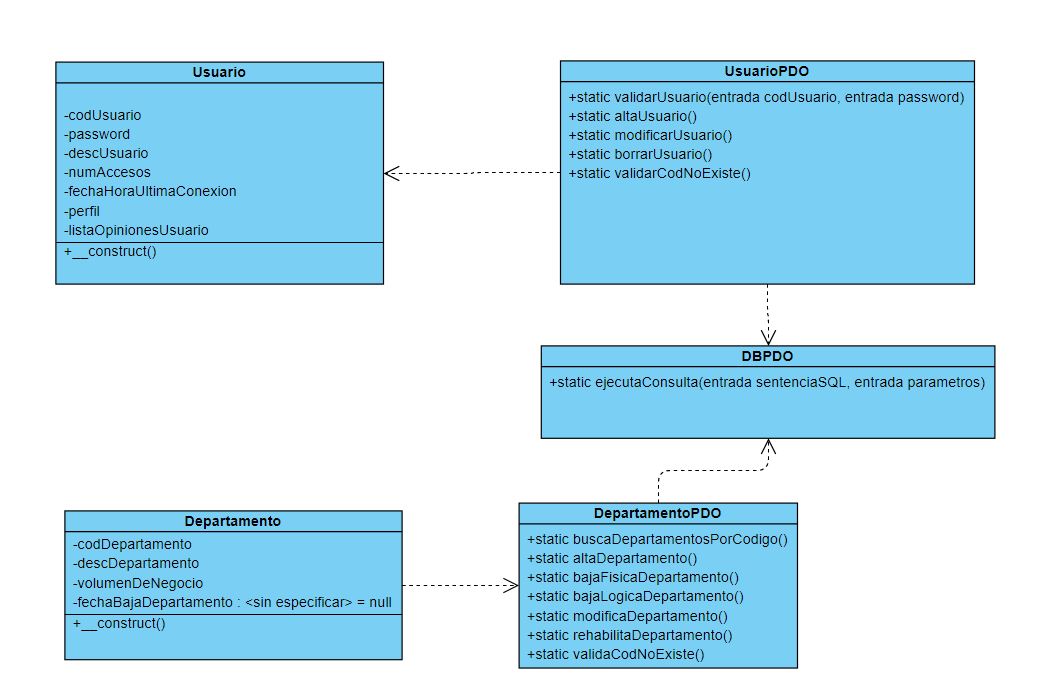 Usuario
-codUsuario
-password
-descUsuario
-numAccesos
-fechaHoraUltimaConexion
-perfil
-listaOpinionesUsuario
+__construct()
UsuarioPDO
+static validarUsuario(entrada codUsuario, entrada password)
+static altaUsuario()
+static modificarUsuario()
+static borrarUsuario()
+static validarCodNoExiste()
DBPDO
+static ejecutaConsulta(entrada sentenciaSQL, entrada parametros)
Departamento
-codDepartamento
-descDepartamento
-volumenDeNegocio
-fechaBajaDepartamento : <sin especificar> = null
+__construct()
DepartamentoPDO
+static buscaDepartamentosPorCodigo()
+static altaDepartamento()
+static bajaFisicaDepartamento()
+static bajaLogicaDepartamento()
+static modificaDepartamento()
+static rehabilitaDepartamento()
+static validaCodNoExiste()